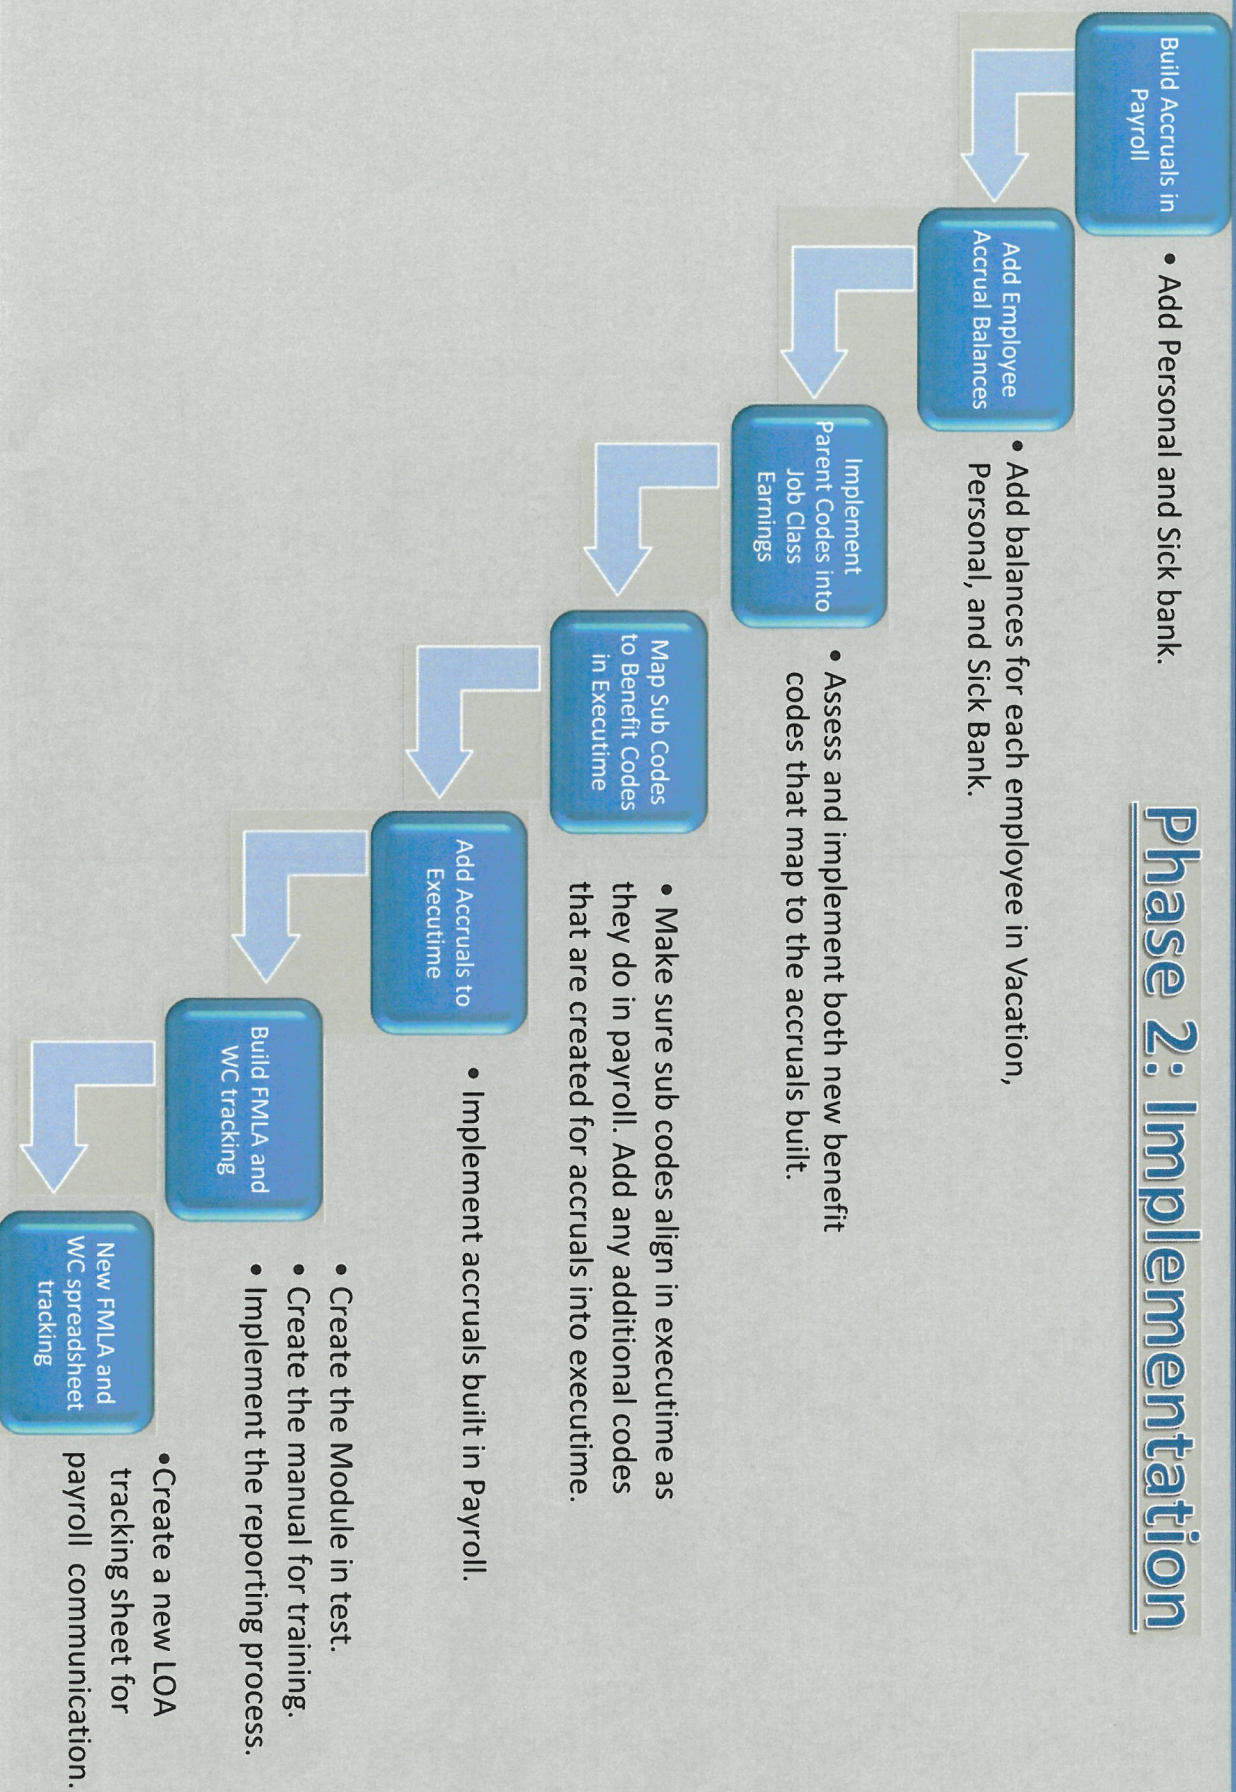 Phase 2: Implementation
Build Accruals in
Payroll
• Add Personal and Sick bank.
Add Employee
Accrual Balances
• Add balances for each employee in Vacation,
Personal, and Sick Bank.
Implement
Parent Codes into
Job Class
Earnings
• Assess and implement both new benefit
codes that map to the accruals built.
Map Sub Codes
to Benefit Codes
in Executime
• Make sure sub codes align in executime as
they do in payroll. Add any additional codes
that are created for accruals into executime.
Add Accruals to
Executime
• Implement accruals built in Payroll.
Build FMLA and
WC tracking
• Create the Module in test.
• Create the manual for training.
• Implement the reporting process.
New FMLA and
WC spreadsheet
tracking
•Create a new LOA
tracking sheet for
payroll communication.